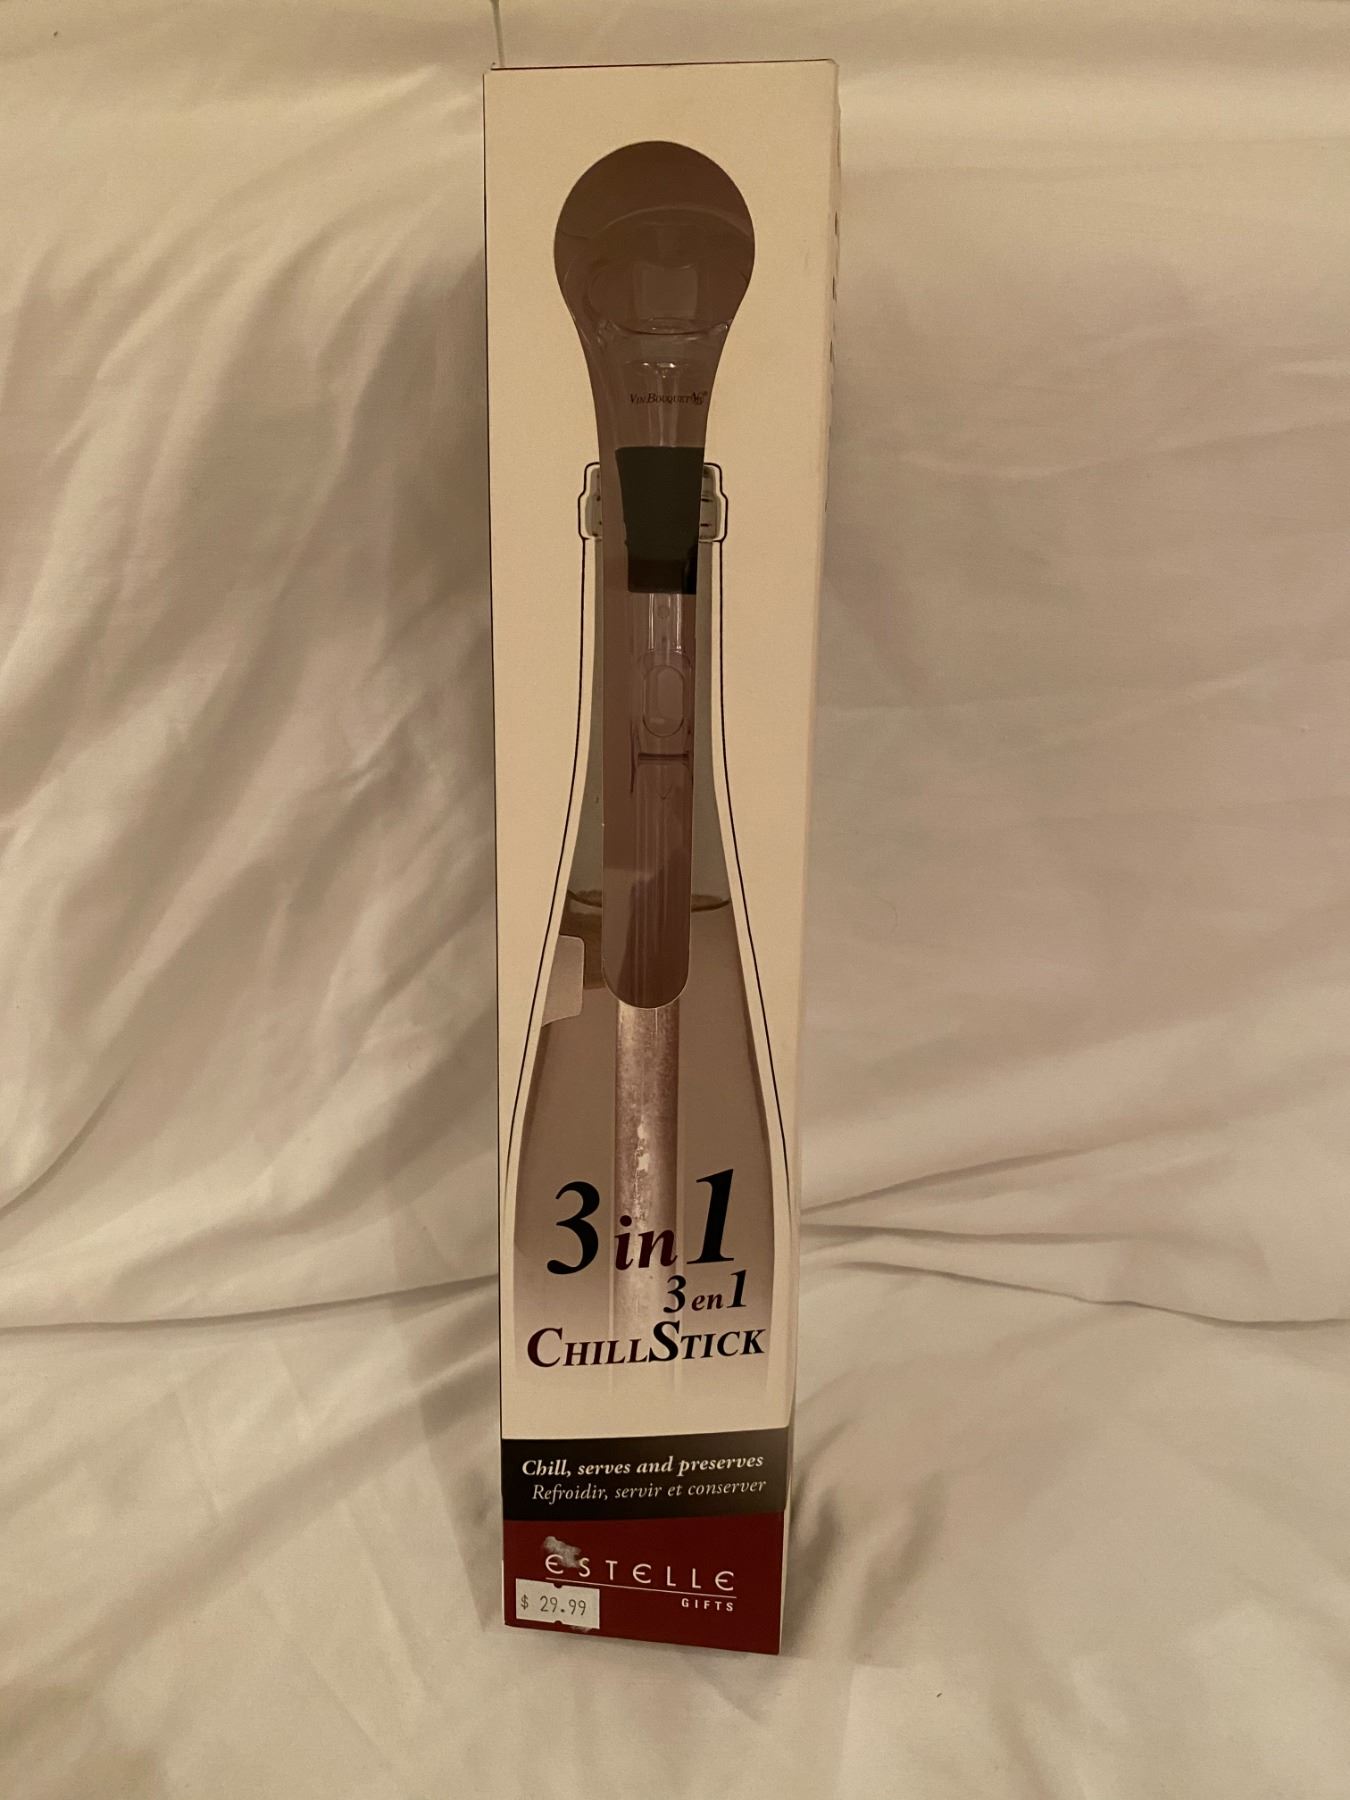 VinBouquet
3 in 1
3 en 1
ChillStick
Chill, serves and preserves
Refroidir, servir et conserver
ESTELLE
GIFTS
$ 29.99